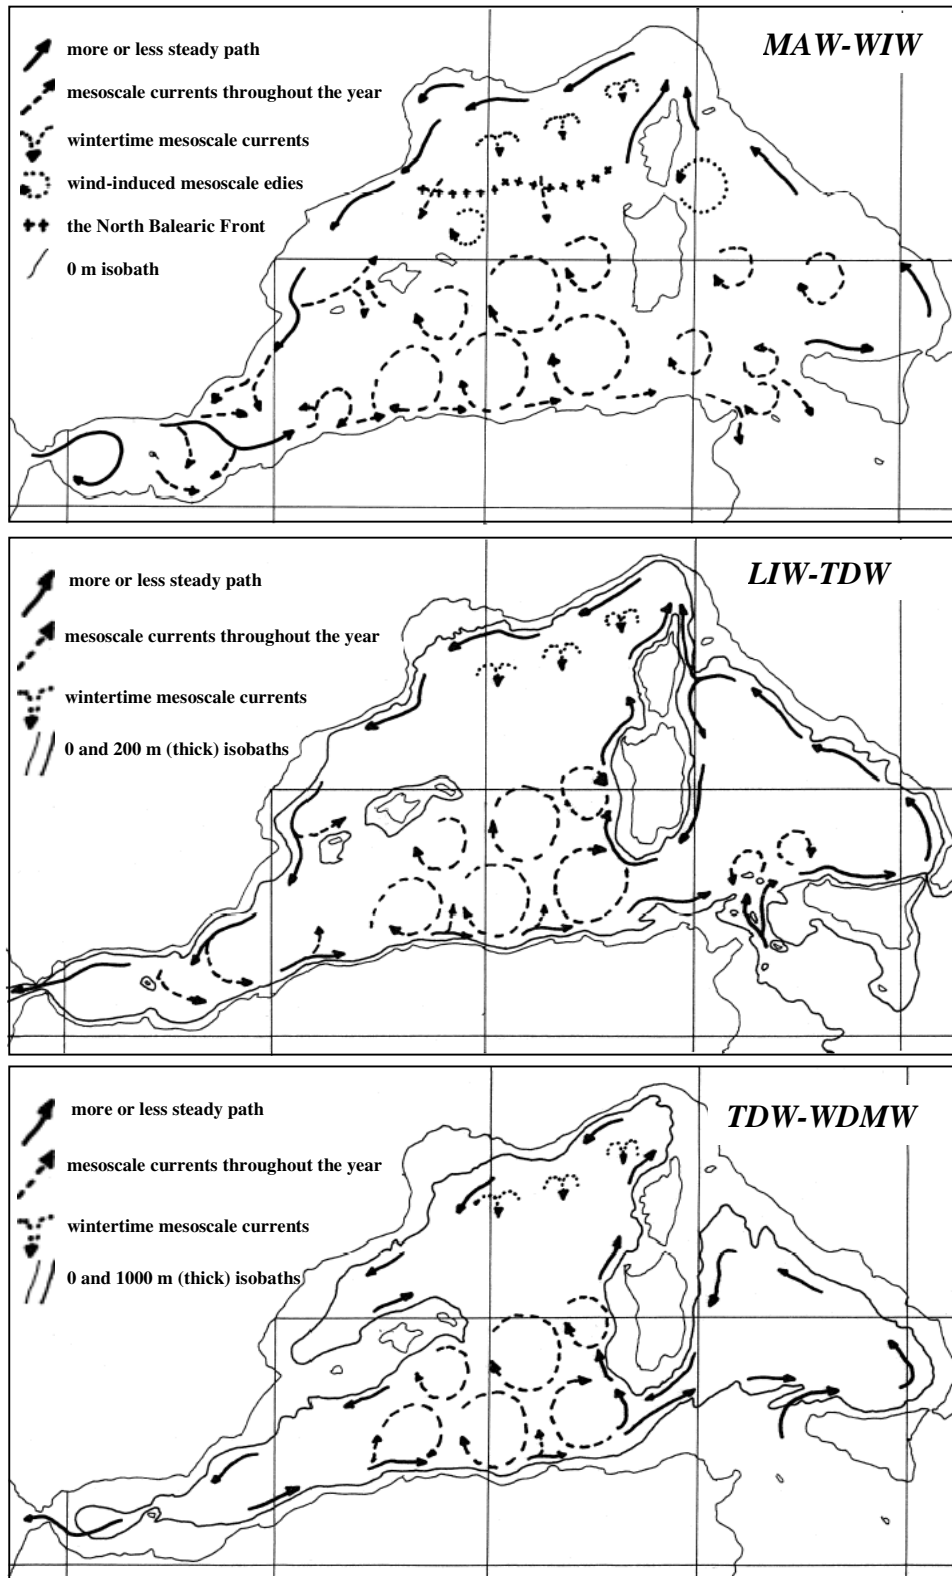 MAW-WIW
more or less steady path
mesoscale currents throughout the year
wintertime mesoscale currents
wind-induced mesoscale edies
the North Balearic Front
0 m isobath
LIW-TDW
more or less steady path
mesoscale currents throughout the year
wintertime mesoscale currents
0 and 200 m (thick) isobaths
TDW-WDMW
more or less steady path
mesoscale currents throughout the year
wintertime mesoscale currents
0 and 1000 m (thick) isobaths